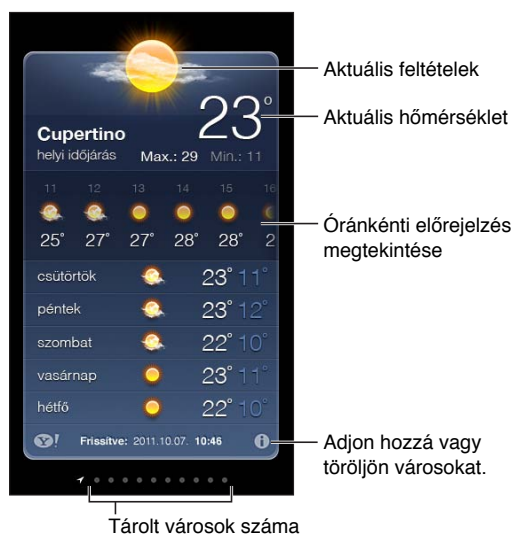 Aktuális feltételek
23°
Aktuális hőmérséklet
Cupertino
helyi időjárás Max.: 29 Min.: 11
11 12 13 14 15 16
25° 27° 27° 28° 28° 2
Óránkénti előrejelzés
megtekintése
csütörtök 23° 11°
péntek 23° 12°
szombat 22° 10°
vasárnap 23° 11°
hétfő 22° 10°
Y! Frissítve: 2011.10.07. 10:46 i
Adjon hozzá vagy
töröljön városokat.
Tárolt városok száma